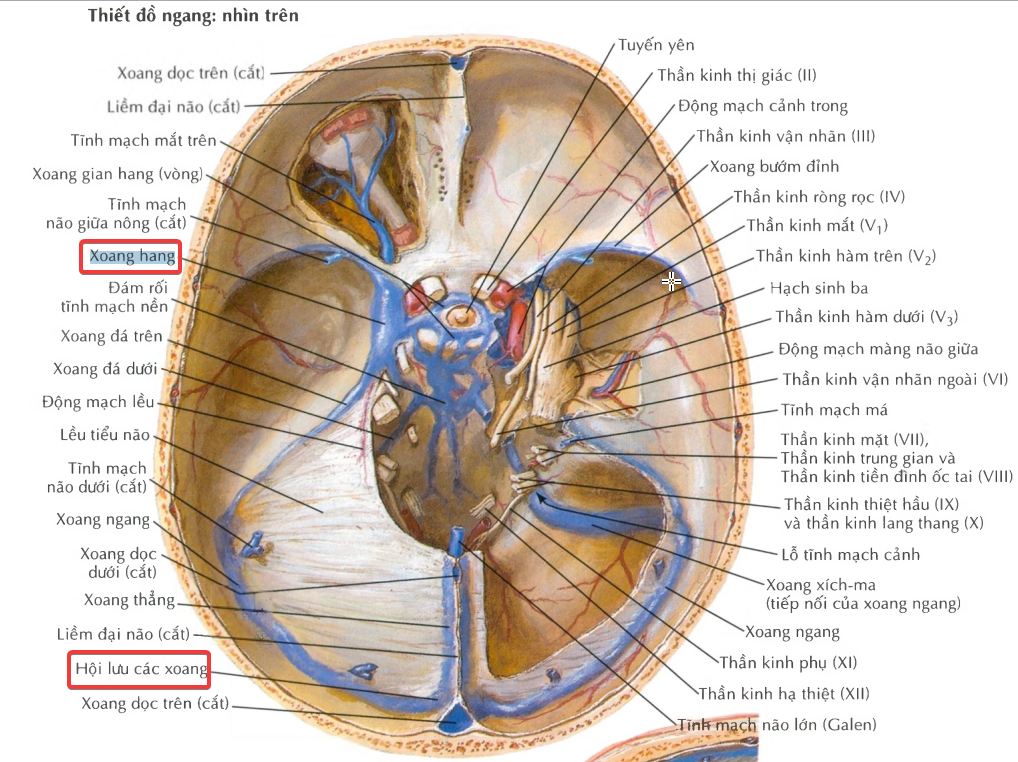 Thiết đồ ngang: nhìn trên
Xoang dọc trên (cắt)
Liềm đại não (cắt)
Tĩnh mạch mắt trên
Xoang gian hang (vòng)
Tĩnh mạch
não giữa nông (cắt)
Xoang hang
Đám rối
tĩnh mạch nền
Xoang đá trên
Xoang đá dưới
Động mạch lều
Lều tiểu não
Tĩnh mạch
não dưới (cắt)
Xoang ngang
Xoang dọc
dưới (cắt)
Xoang thẳng
Liềm đại não (cắt)
Hội lưu các xoang
Xoang dọc trên (cắt)
Tuyến yên
Thần kinh thị giác (II)
Động mạch cảnh trong
Thần kinh vận nhãn (III)
Xoang bướm đỉnh
Thần kinh ròng rọc (IV)
Thần kinh mắt (V₁)
Thần kinh hàm trên (V₂)
Hạch sinh ba
Thần kinh hàm dưới (V₃)
Động mạch màng não giữa
Thần kinh vận nhãn ngoài (VI)
Tĩnh mạch má
Thần kinh mặt (VII),
Thần kinh trung gian và
Thần kinh tiền đình ốc tai (VIII)
Thần kinh thiệt hầu (IX)
và thần kinh lang thang (X)
Lỗ tĩnh mạch cảnh
Xoang xích-ma
(tiếp nối của xoang ngang)
Xoang ngang
Thần kinh phụ (XI)
Thần kinh hạ thiệt (XII)
Tĩnh mạch não lớn (Galen)